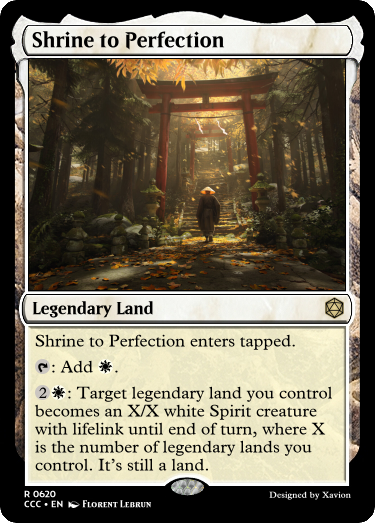 Shrine to Perfection
Legendary Land
Shrine to Perfection enters tapped.
: Add .
2 : Target legendary land you control
becomes an X/X white Spirit creature
with lifelink until end of turn, where X
is the number of legendary lands you
control. It's still a land.
R 0620
CCC • EN Florent Lebrun
Designed by Xavion